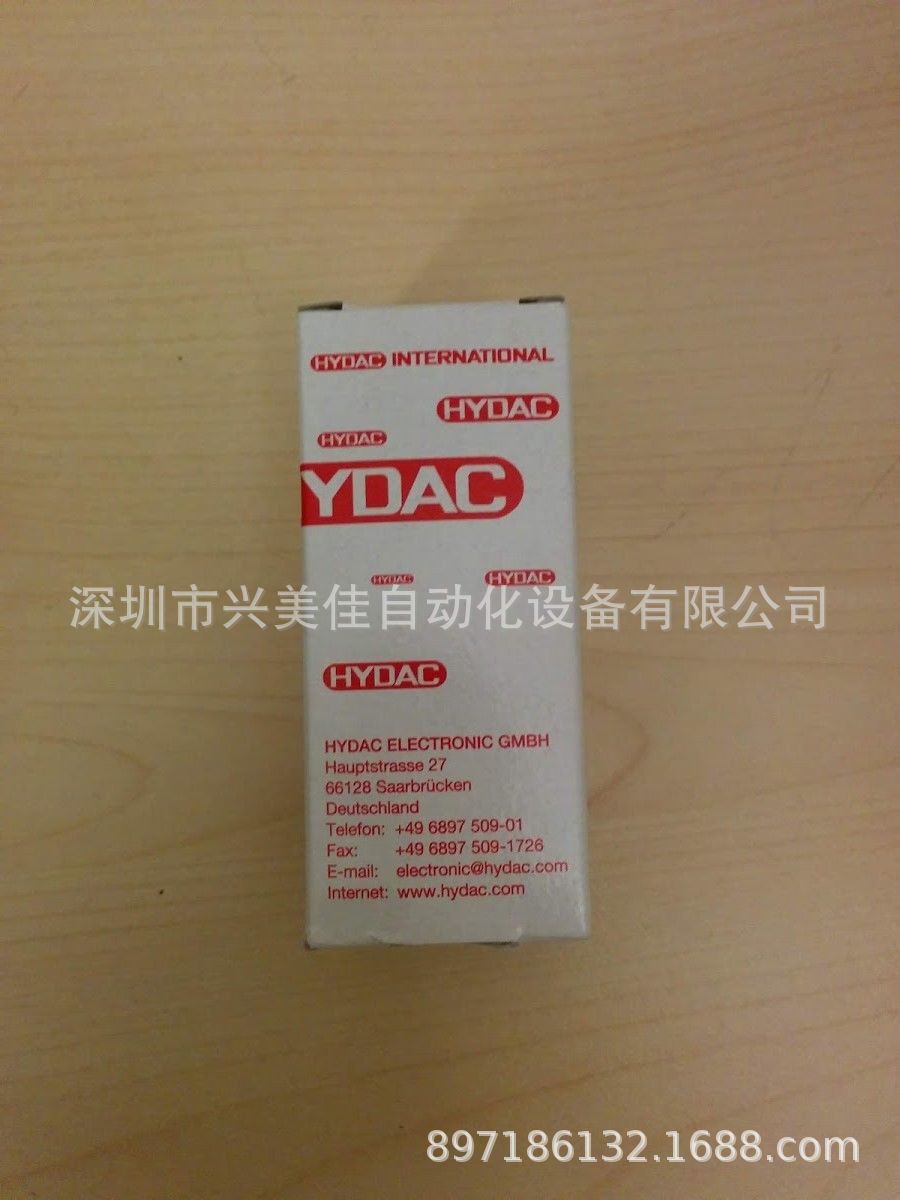 HYDAC INTERNATIONAL
HYDAC
HYDAC
YDAC
HYDAC
HYDAC
深圳市兴美佳自动化设备有限公司
HYDAC
HYDAC ELECTRONIC GMBH
Hauptstrasse 27
66128 Saarbrücken
Deutschland
Telefon: +49 6897 509-01
Fax: +49 6897 509-1726
E-mail: electronic@hydac.com
Internet: www.hydac.com
897186132.1688.com